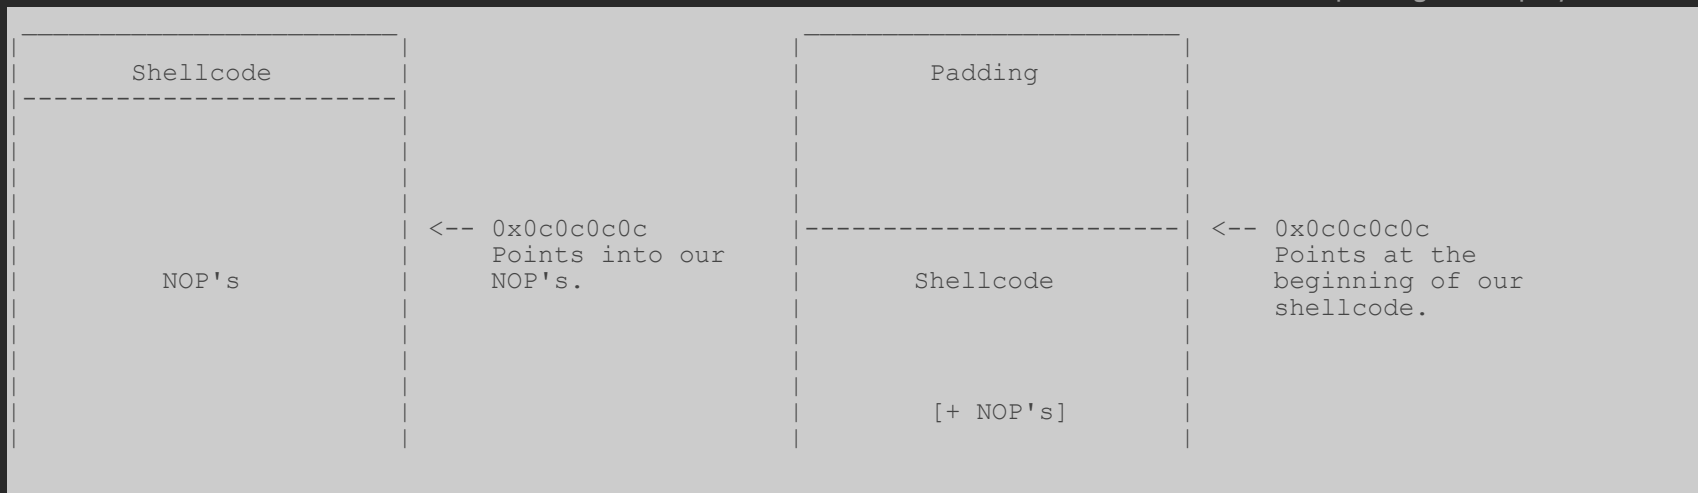 Shellcode
Padding
<-- 0x0c0c0c0c
Points into our
NOP's.
<-- 0x0c0c0c0c
Points at the
beginning of our
shellcode.
NOP's
Shellcode
[+ NOP's]